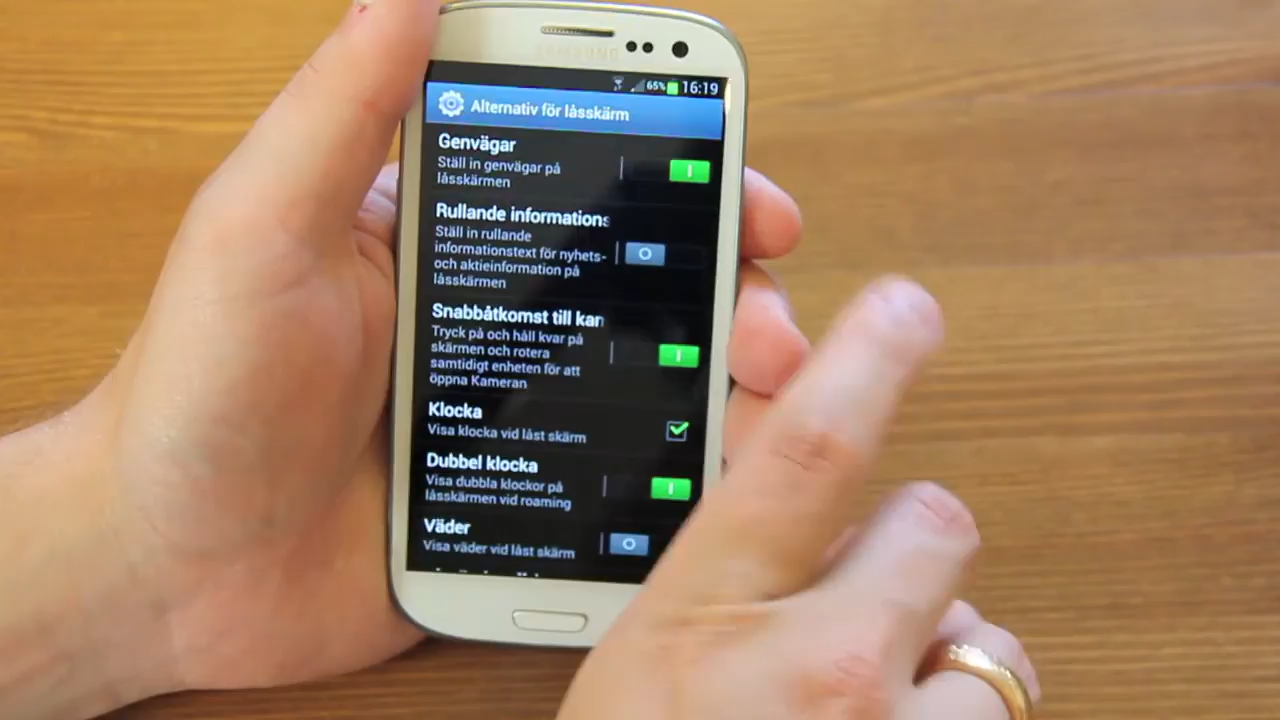 SAMSUNG
65% 16:19
Alternativ för låsskärm
Genvägar
Ställ in genvägar på
låsskärmen
Rullande informations
Ställ in rullande
informationstext för nyhets-
och aktieinformation på
låsskärmen
Snabbåtkomst till kan
Tryck på och håll kvar på
skärmen och rotera
samtidigt enheten för att
öppna Kameran
Klocka
Visa klocka vid låst skärm
Dubbel klocka
Visa dubbla klockor på
låsskärmen vid roaming
Väder
Visa väder vid låst skärm